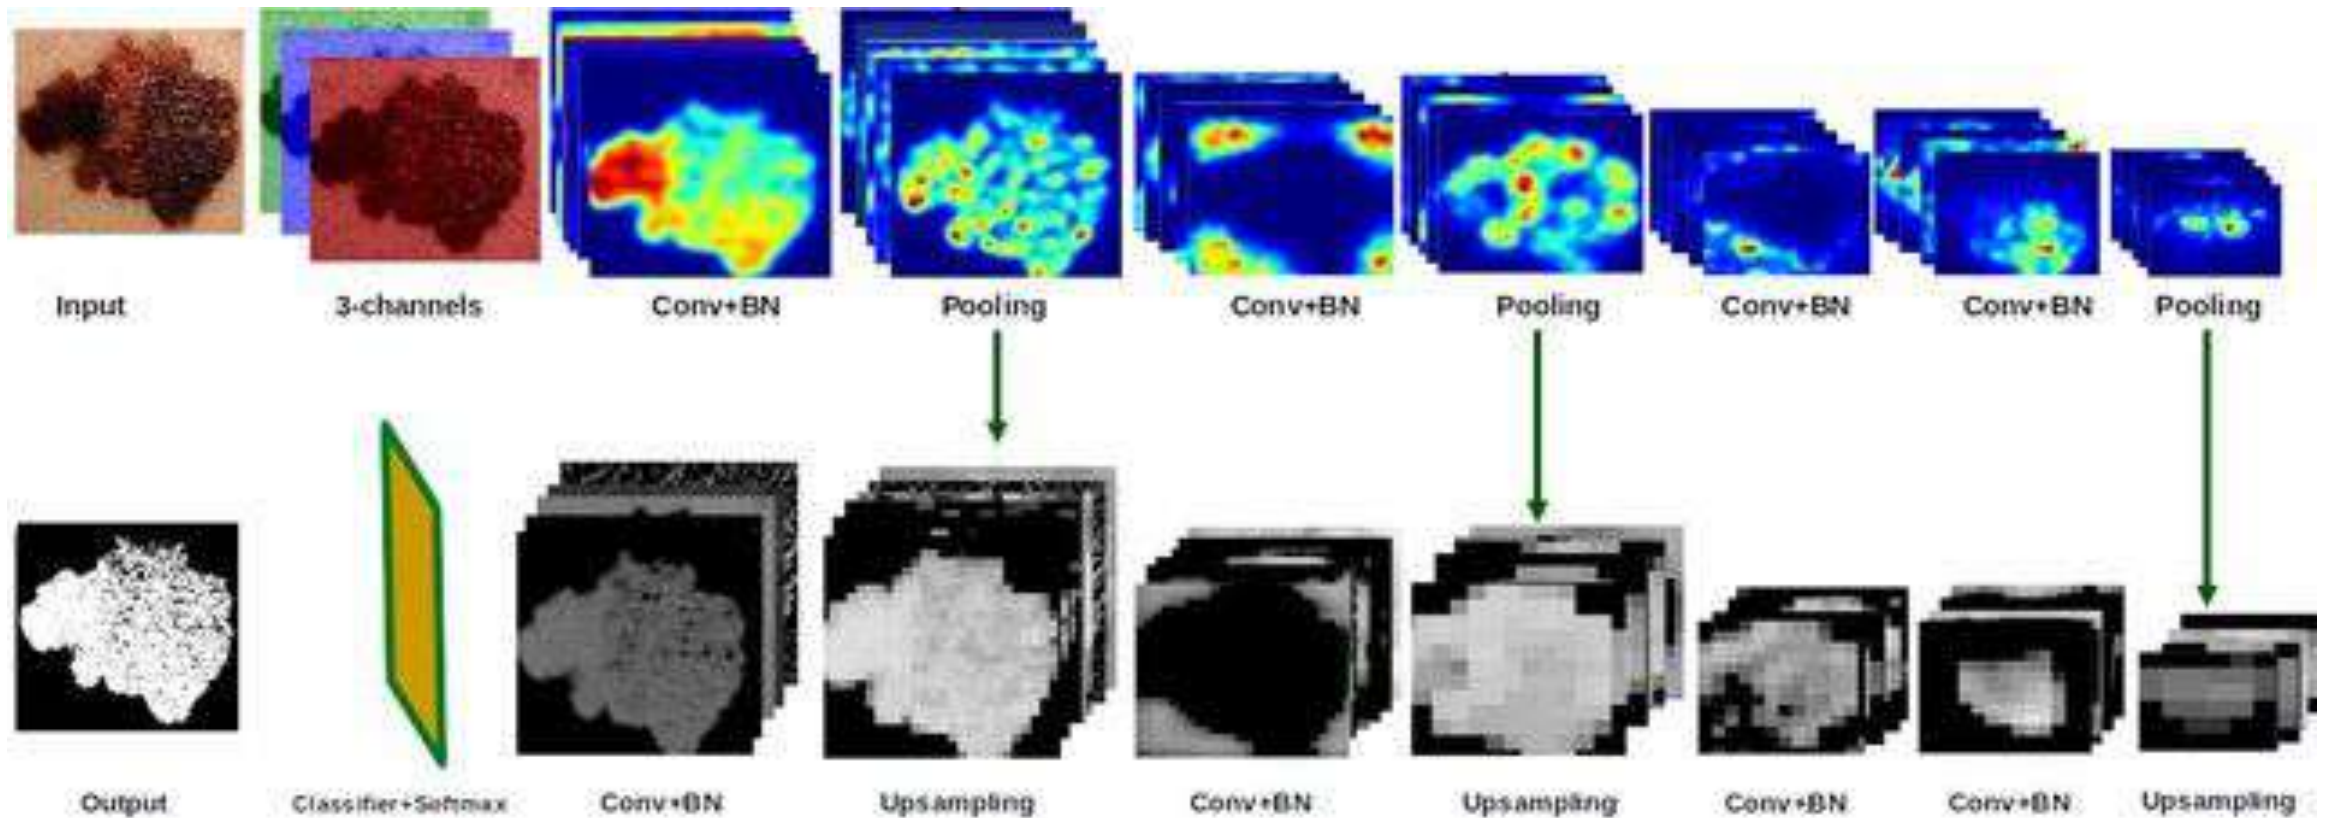 Input 3-channels Conv+BN Pooling Conv+BN Pooling Conv+BN Conv+BN Pooling
Output Classifier+Softmax Conv+BN Upsampling Conv+BN Upsampling Conv+BN Conv+BN Upsampling